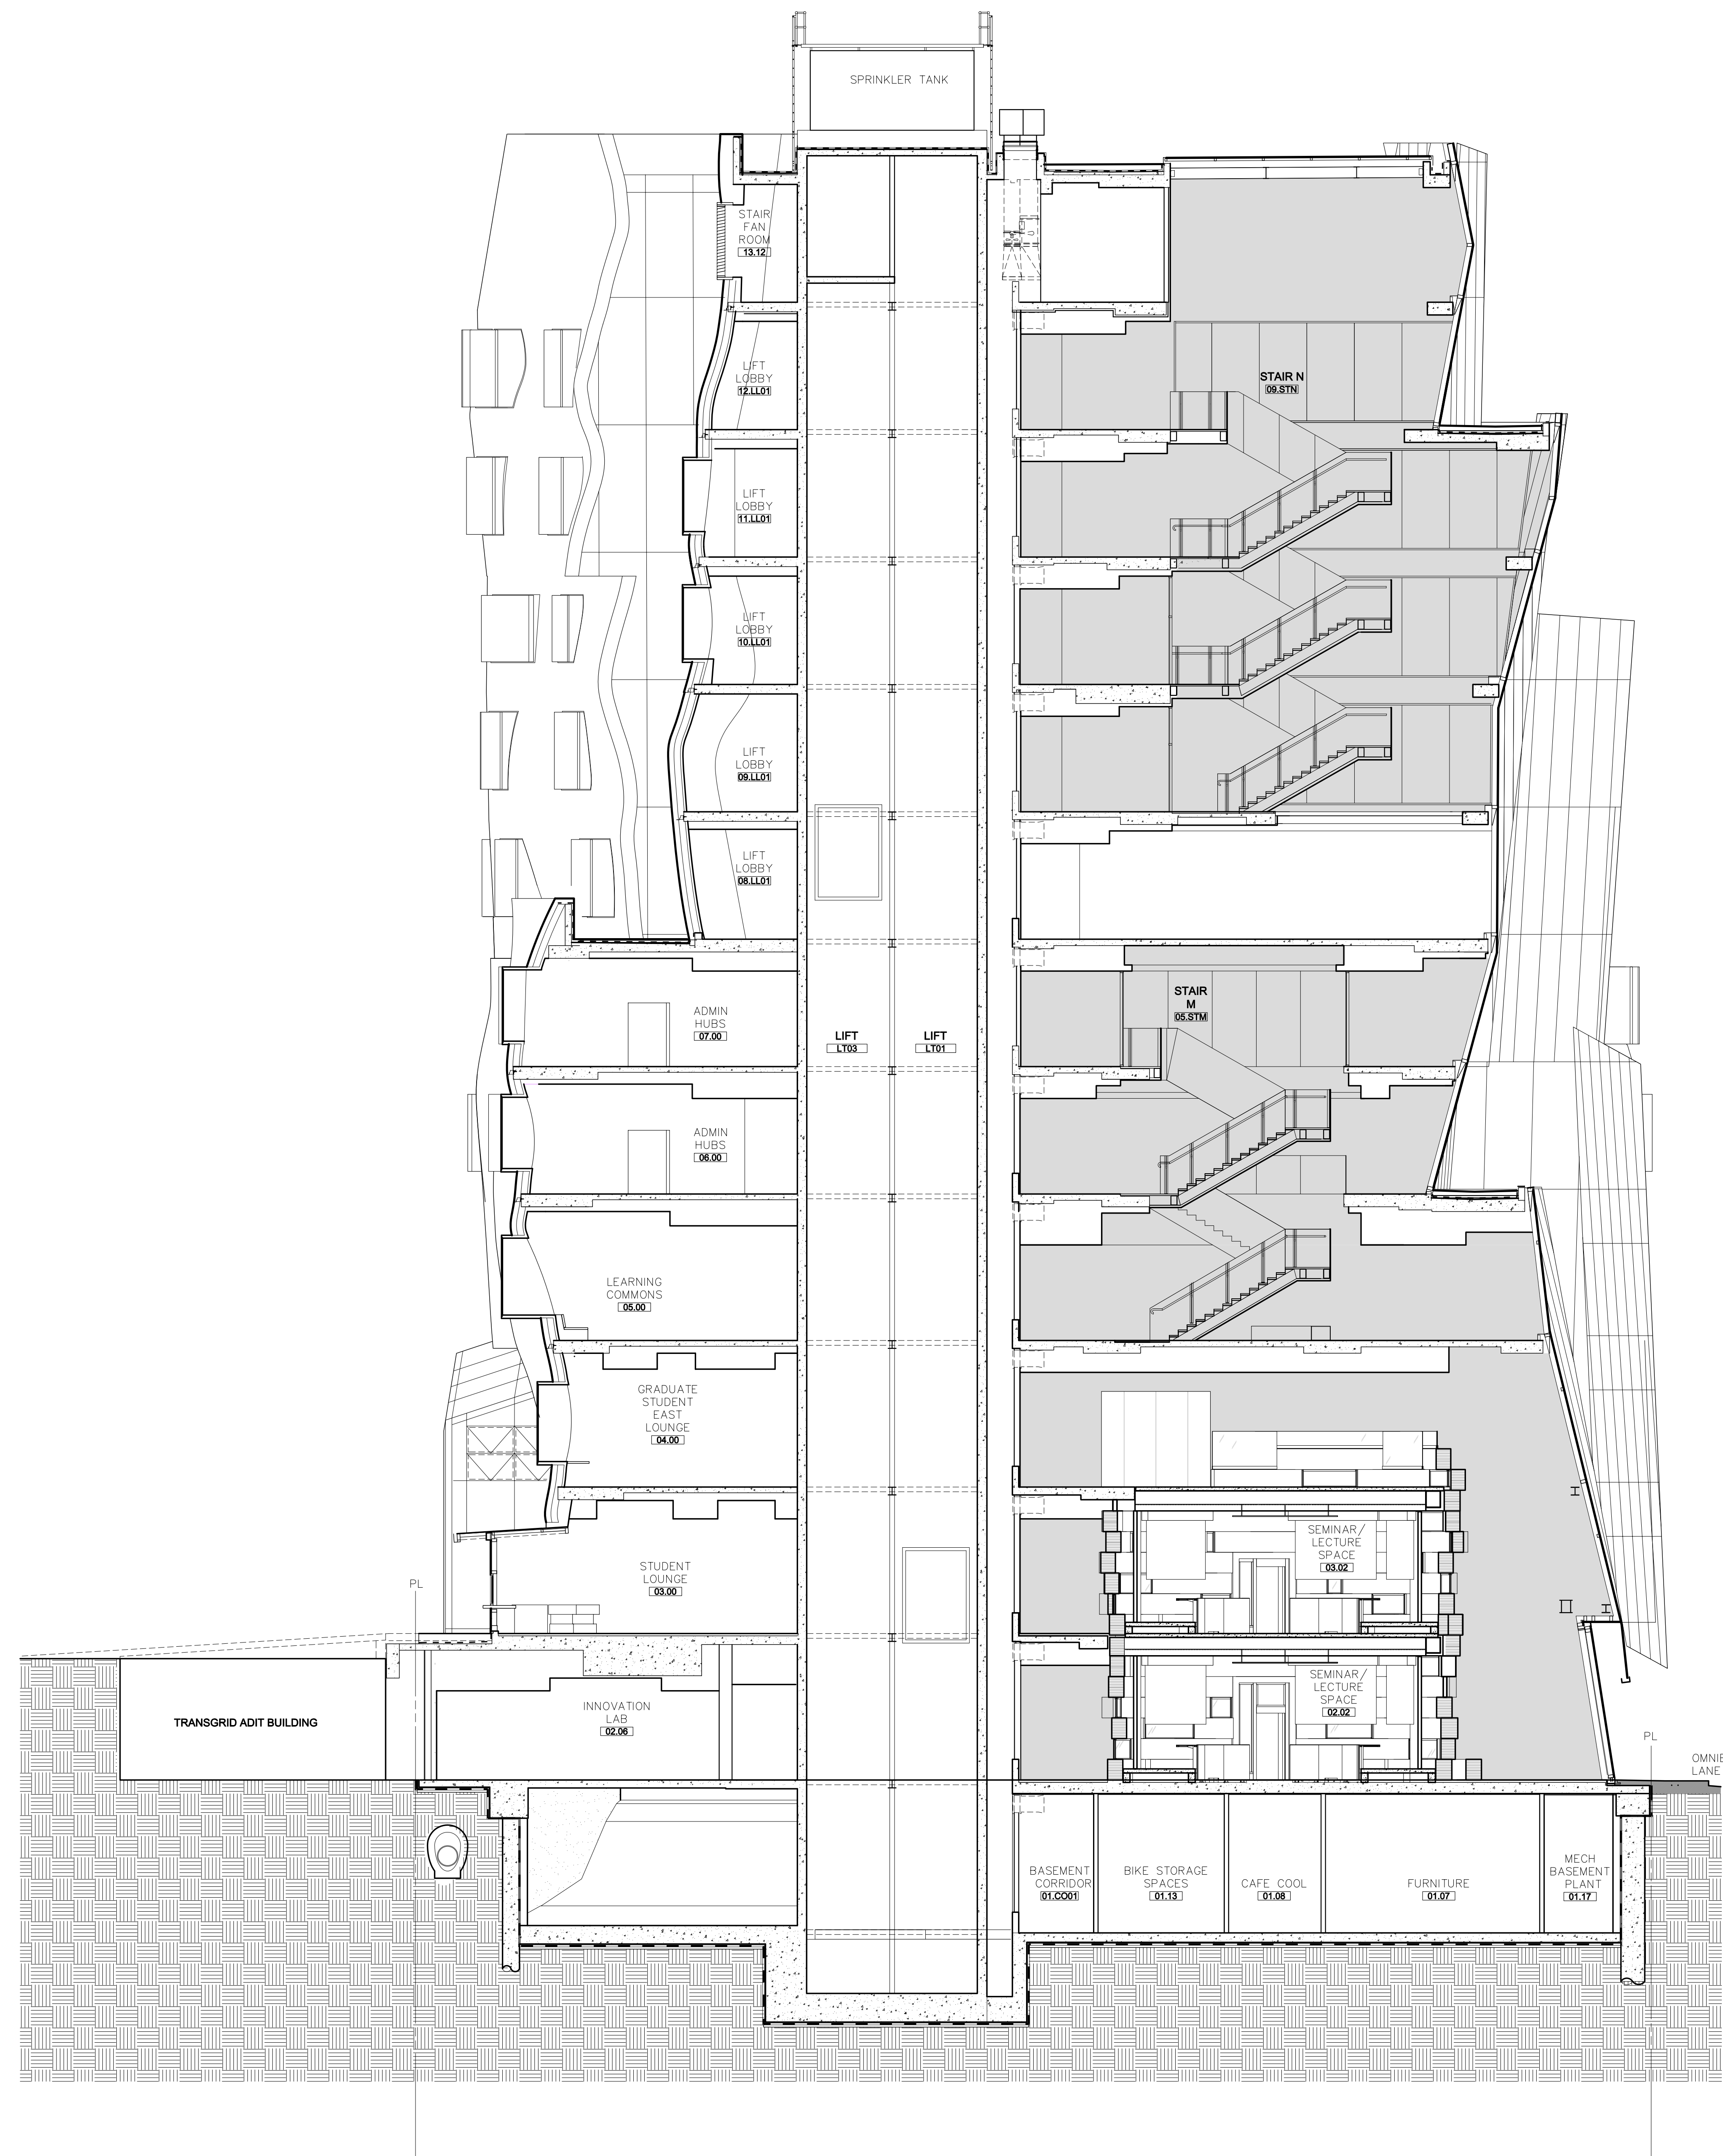 SPRINKLER TANK
STAIR
FAN
ROOM
13.12
LIFT
LOBBY
12.LL01
STAIR N
09.STN
LIFT
LOBBY
11.LL01
LIFT
LOBBY
10.LL01
LIFT
LOBBY
09.LL01
LIFT
LOBBY
08.LL01
STAIR
M
05.STM
ADMIN
HUBS
07.00
LIFT
LT03
LIFT
LT01
ADMIN
HUBS
06.00
LEARNING
COMMONS
05.00
GRADUATE
STUDENT
EAST
LOUNGE
04.00
SEMINAR/
LECTURE
SPACE
03.02
STUDENT
LOUNGE
03.00
PL
SEMINAR/
LECTURE
SPACE
02.02
INNOVATION
LAB
02.06
TRANSGRID ADIT BUILDING
PL
OMNIB
LANE
BASEMENT
CORRIDOR
01.CO01
BIKE STORAGE
SPACES
01.13
CAFE COOL
01.08
FURNITURE
01.07
MECH
BASEMENT
PLANT
01.17